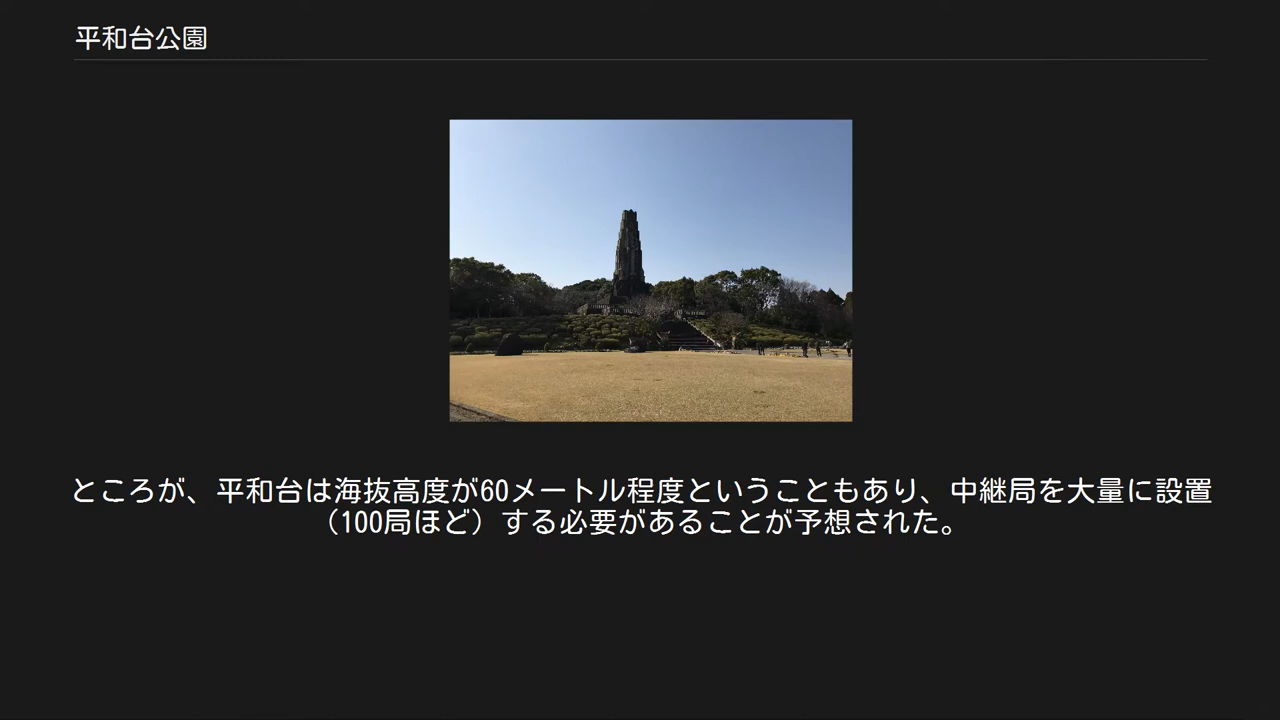 平和台公園
ところが、平和台は海抜高度が60メートル程度ということもあり、中継局を大量に設置
（100局ほど）する必要があることが予想された。